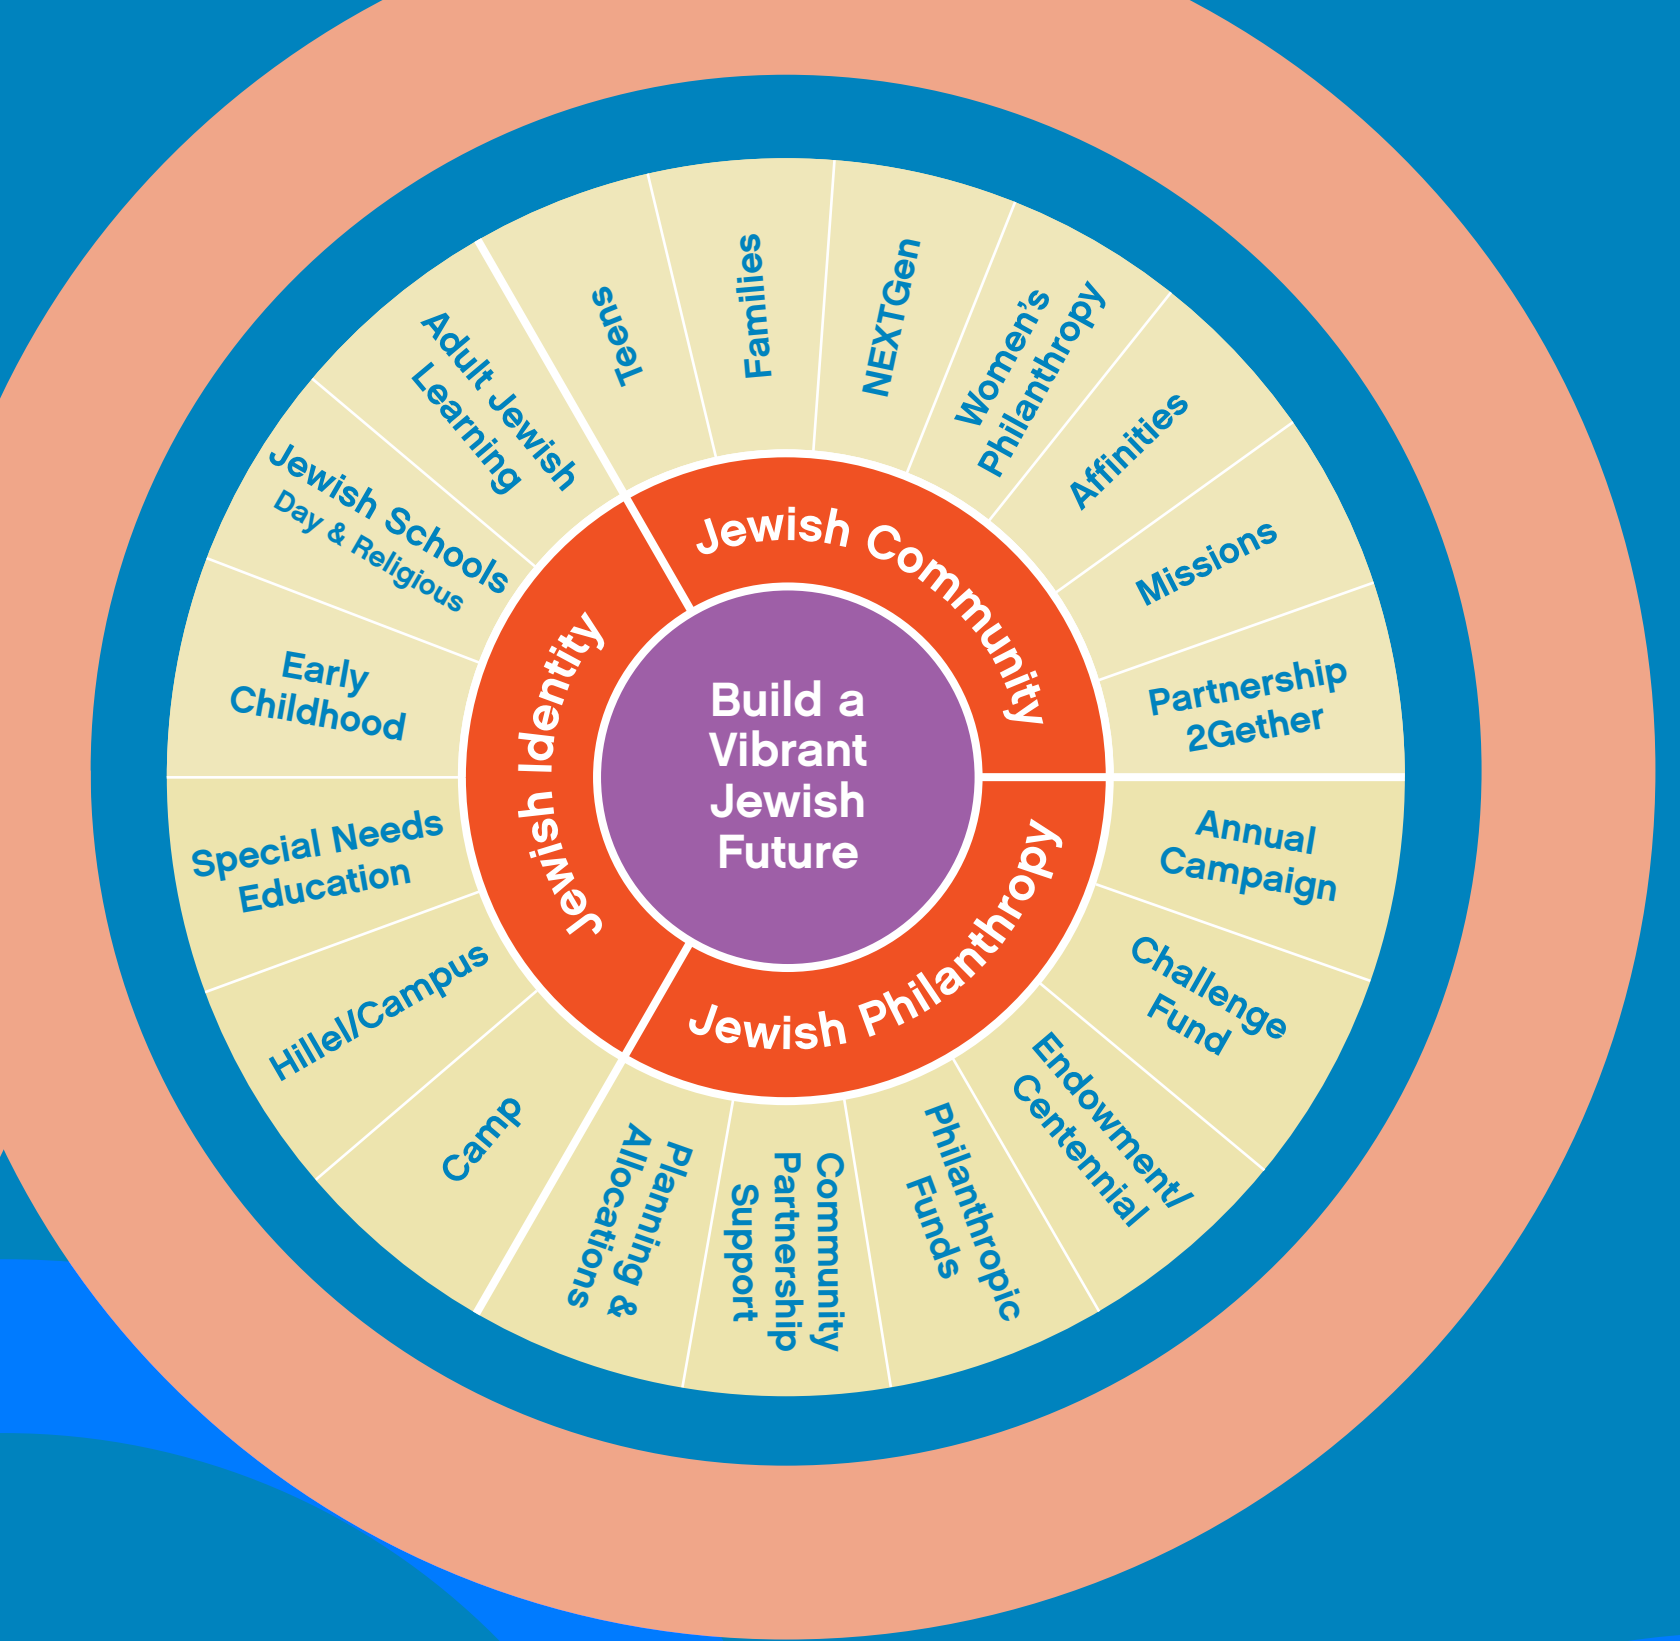 Build a
Vibrant
Jewish
Future
Jewish Community
Teens
Families
NEXTGen
Women's
Philanthropy
Affinities
Missions
Partnership
2Gether
Jewish Philanthropy
Annual
Campaign
Challenge
Fund
Endowment/
Centennial
Philanthropic
Funds
Community
Partnership
Support
Planning &
Allocations
Jewish Identity
Camp
Hillel/Campus
Special Needs
Education
Early
Childhood
Jewish Schools
Day & Religious
Adult Jewish
Learning